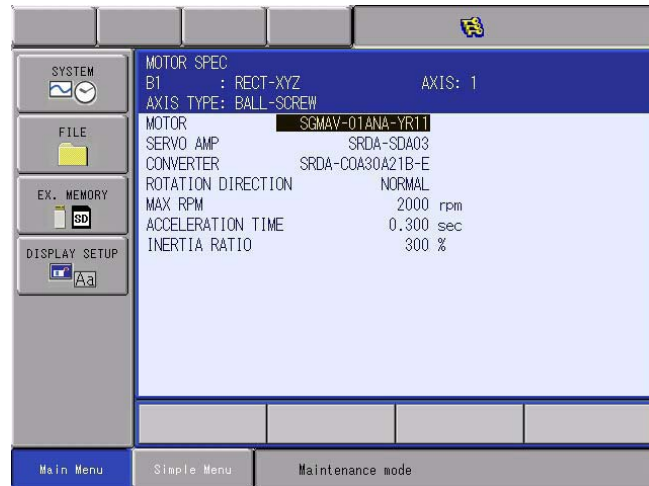 SYSTEM
FILE
EX. MEMORY
SD
DISPLAY SETUP
Aa
MOTOR SPEC
B1 : RECT-XYZ AXIS: 1
AXIS TYPE: BALL-SCREW
MOTOR SGMAV-01ANA-YR11
SERVO AMP SRDA-SDA03
CONVERTER SRDA-COA30A21B-E
ROTATION DIRECTION NORMAL
MAX RPM 2000 rpm
ACCELERATION TIME 0.300 sec
INERTIA RATIO 300 %
Main Menu
Simple Menu
Maintenance mode